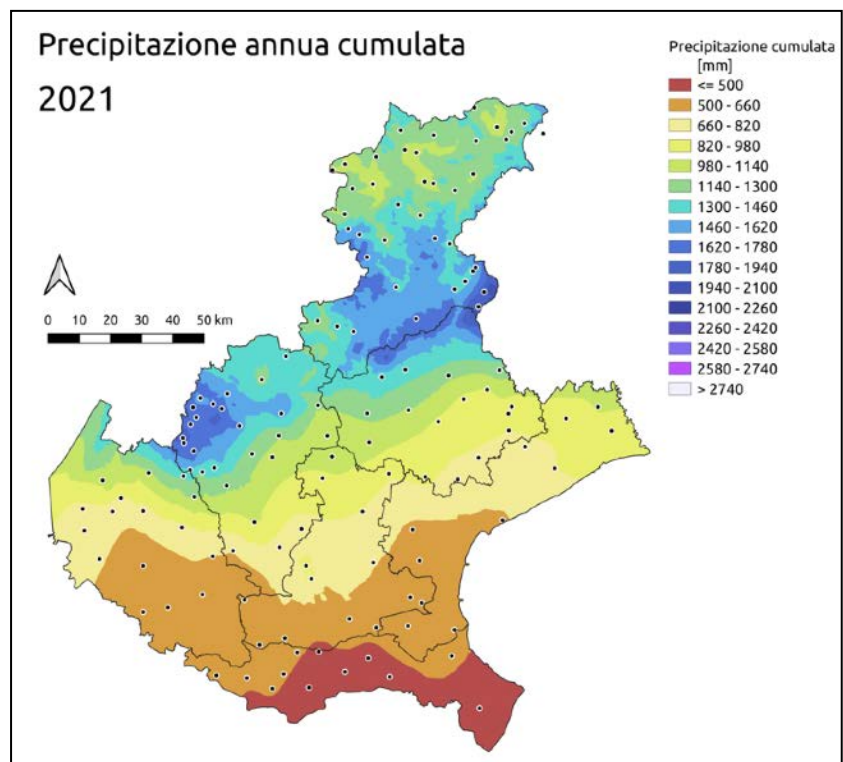 Precipitazione annua cumulata
2021
Precipitazione cumulata
[mm]
<= 500
500 - 660
660 - 820
820 - 980
980 - 1140
1140 - 1300
1300 - 1460
1460 - 1620
1620 - 1780
1780 - 1940
1940 - 2100
2100 - 2260
2260 - 2420
2420 - 2580
2580 - 2740
> 2740
0 10 20 30 40 50 km